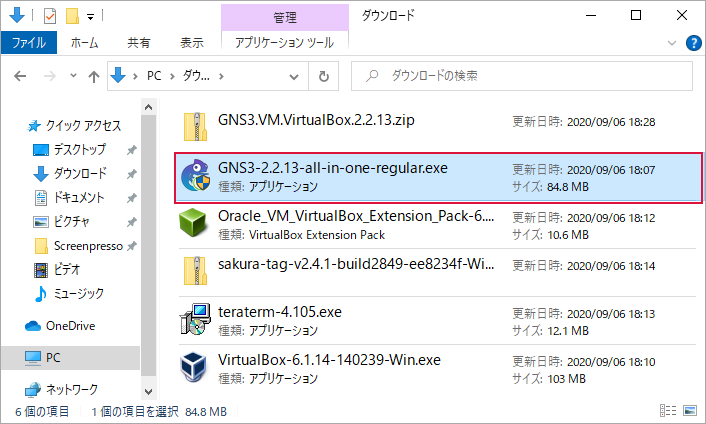 管理
ダウンロード
ファイル ホーム 共有 表示 アプリケーション ツール
PC ダウ...
ダウンロードの検索
クイック アクセス
デスクトップ
ダウンロード
ドキュメント
ピクチャ
Screenpresso
ビデオ
ミュージック
OneDrive
PC
ネットワーク
GNS3.VM.VirtualBox.2.2.13.zip
更新日時: 2020/09/06 18:28
GNS3-2.2.13-all-in-one-regular.exe
更新日時: 2020/09/06 18:07
種類: アプリケーション
サイズ: 84.8 MB
Oracle_VM_VirtualBox_Extension_Pack-6....
更新日時: 2020/09/06 18:12
種類: VirtualBox Extension Pack
サイズ: 10.6 MB
sakura-tag-v2.4.1-build2849-ee8234f-Wi...
更新日時: 2020/09/06 18:14
teraterm-4.105.exe
更新日時: 2020/09/06 18:13
種類: アプリケーション
サイズ: 12.1 MB
VirtualBox-6.1.14-140239-Win.exe
更新日時: 2020/09/06 18:10
種類: アプリケーション
サイズ: 103 MB
6 個の項目 1 個の項目を選択 84.8 MB